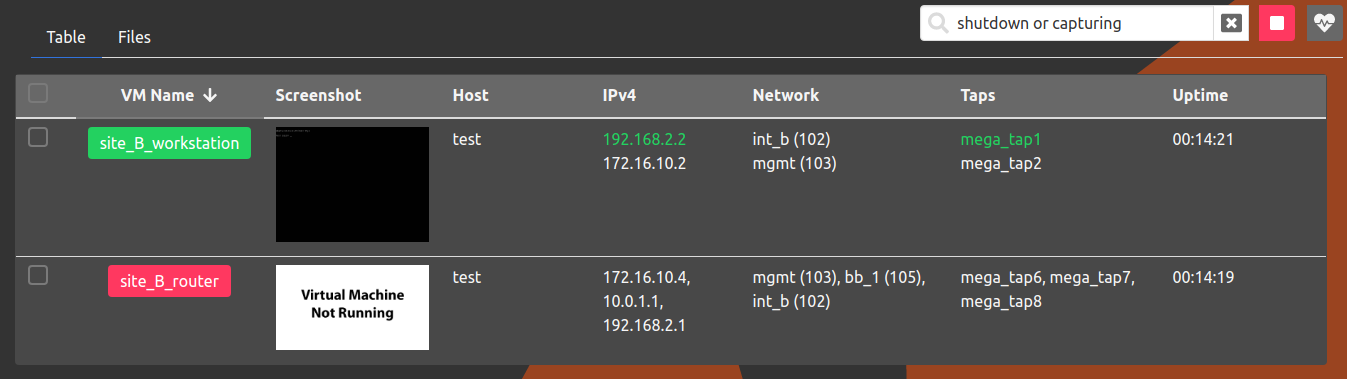 shutdown or capturing
Table Files
VM Name Screenshot Host IPv4 Network Taps Uptime
site_B_workstation test 192.168.2.2 int_b (102) mega_tap1 00:14:21
172.16.10.2 mgmt (103) mega_tap2
site_B_router test 172.16.10.4, mgmt (103), bb_1 (105), mega_tap6, mega_tap7, 00:14:19
Virtual Machine
Not Running
10.0.1.1, int_b (102) mega_tap8
192.168.2.1